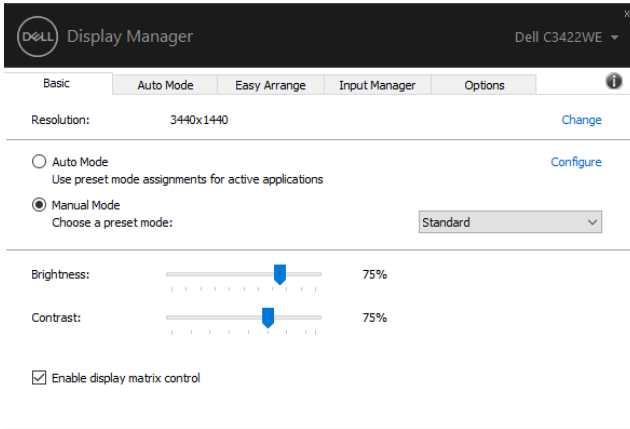 x
DELL Display Manager Dell C3422WE
Basic Auto Mode Easy Arrange Input Manager Options i
Resolution: 3440x1440 Change
Auto Mode Configure
Use preset mode assignments for active applications
Manual Mode
Choose a preset mode: Standard
Brightness: 75%
Contrast: 75%
Enable display matrix control